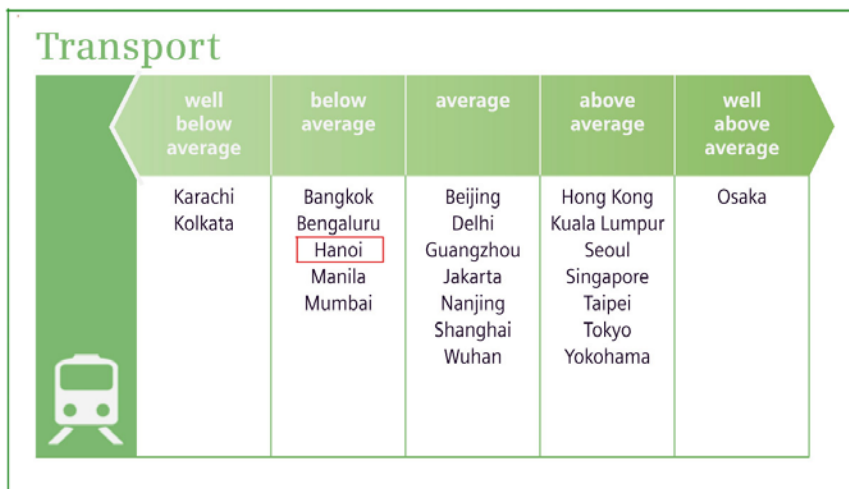 Transport
well
below
average
below
average
average
above
average
well
above
average
Karachi
Kolkata
Bangkok
Bengaluru
Hanoi
Manila
Mumbai
Beijing
Delhi
Guangzhou
Jakarta
Nanjing
Shanghai
Wuhan
Hong Kong
Kuala Lumpur
Seoul
Singapore
Taipei
Tokyo
Yokohama
Osaka